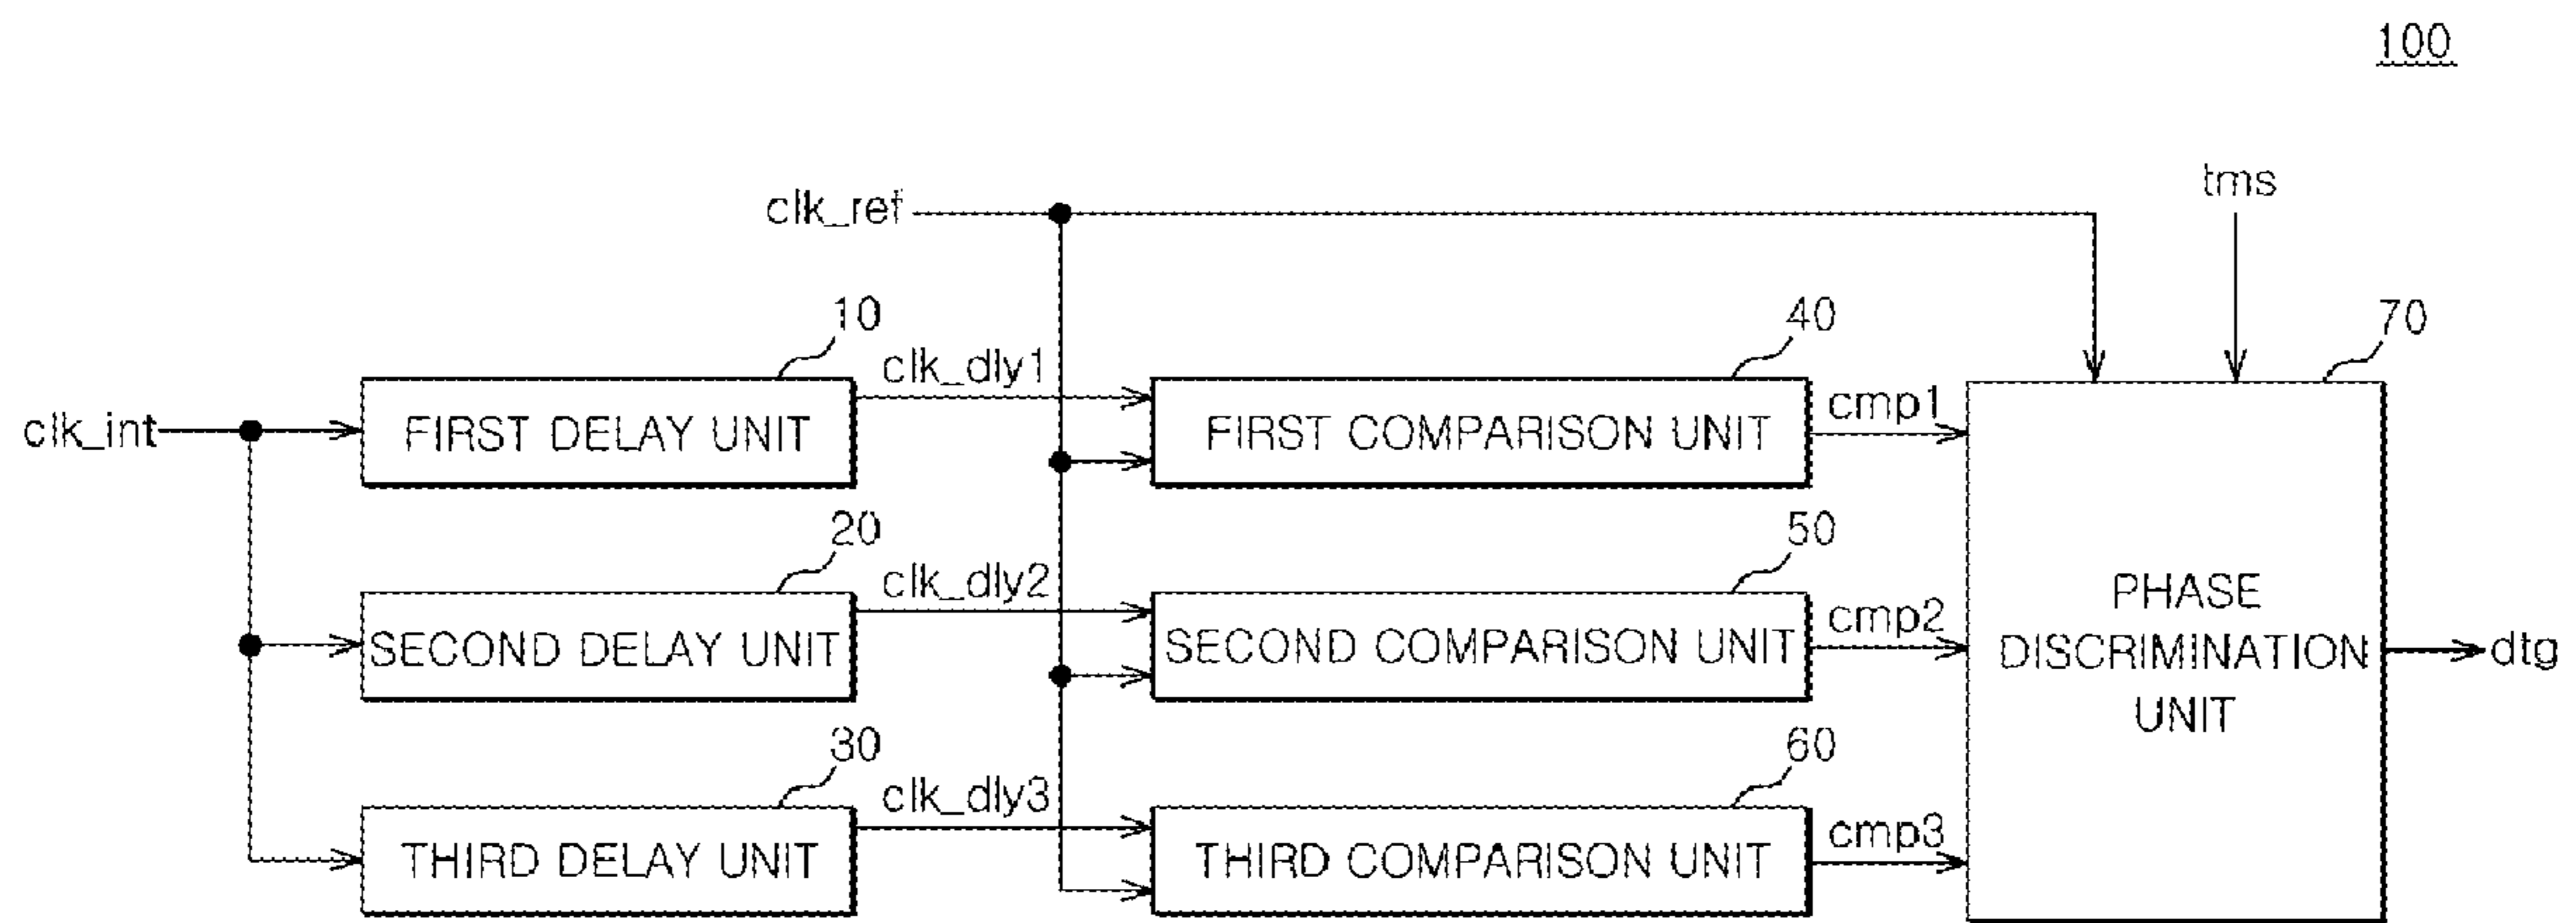 100
tms
clk_ref
10
40
70
clk_dly1
cmp1
clk_int
FIRST DELAY UNIT
FIRST COMPARISON UNIT
20
50
clk_dly2
cmp2
SECOND DELAY UNIT
SECOND COMPARISON UNIT
PHASE
DISCRIMINATION
UNIT
dtg
30
60
clk_dly3
cmp3
THIRD DELAY UNIT
THIRD COMPARISON UNIT